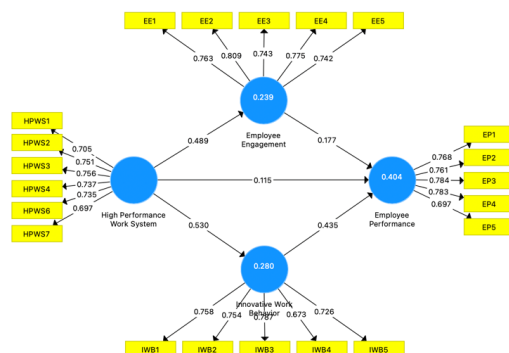 EE1 EE2 EE3 EE4 EE5
0.763 0.809 0.743 0.775 0.742
0.239
Employee
Engagement
HPWS1
HPWS2
HPWS3
HPWS4
HPWS6
HPWS7
0.705
0.751
0.756
0.737
0.735
0.697
High Performance
Work System
0.489
0.177
0.115
0.530
0.435
0.404
Employee
Performance
0.768
0.761
0.784
0.783
0.697
EP1
EP2
EP3
EP4
EP5
0.280
Innovative Work
Behavior
0.758 0.754 0.787 0.673 0.726
IWB1 IWB2 IWB3 IWB4 IWB5